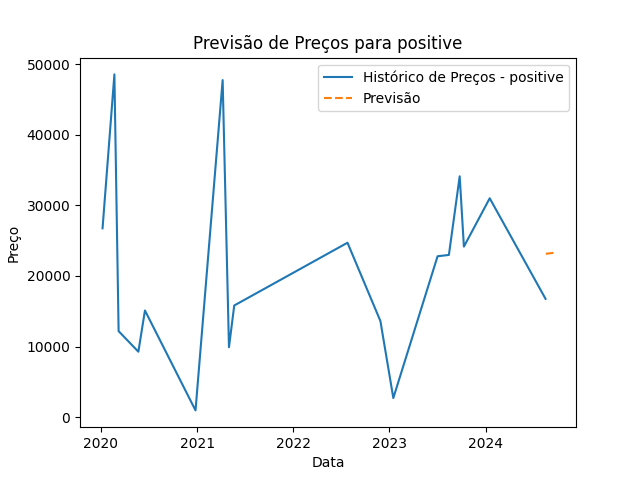 Previsão de Preços para positive
Histórico de Preços - positive
Previsão
50000
40000
30000
20000
10000
0
Preço
2020
2021
2022
2023
2024
Data